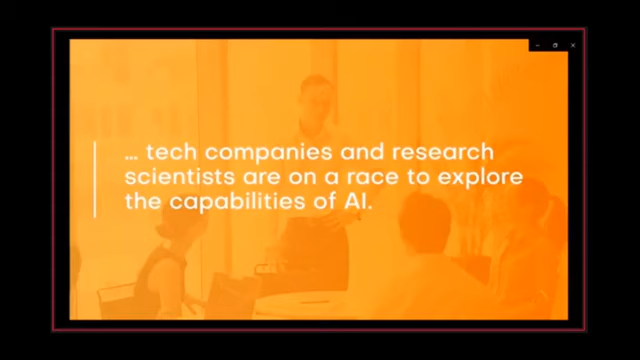 ... tech companies and research
scientists are on a race to explore
the capabilities of AI.